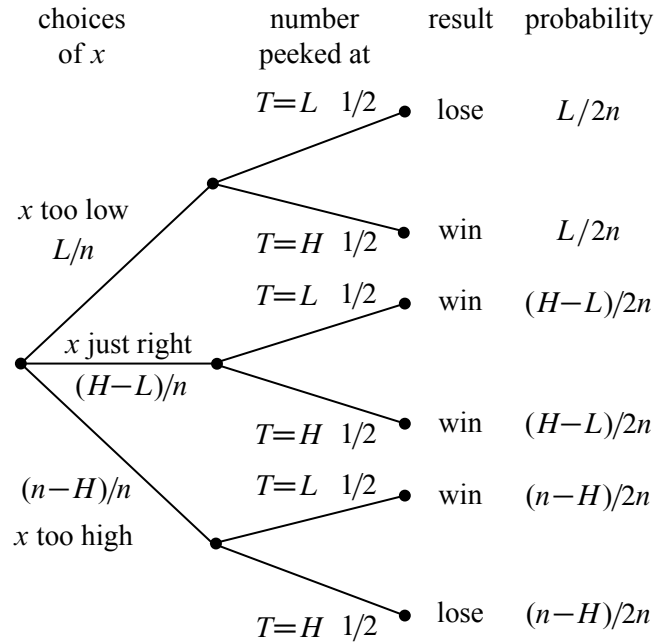 choices number result probability
of x peeked at
T=L 1/2 lose L/2n
x too low
L/n
T=H 1/2 win L/2n
T=L 1/2 win (H−L)/2n
x just right
(H−L)/n
T=H 1/2 win (H−L)/2n
(n−H)/n
T=L 1/2 win (n−H)/2n
x too high
T=H 1/2 lose (n−H)/2n